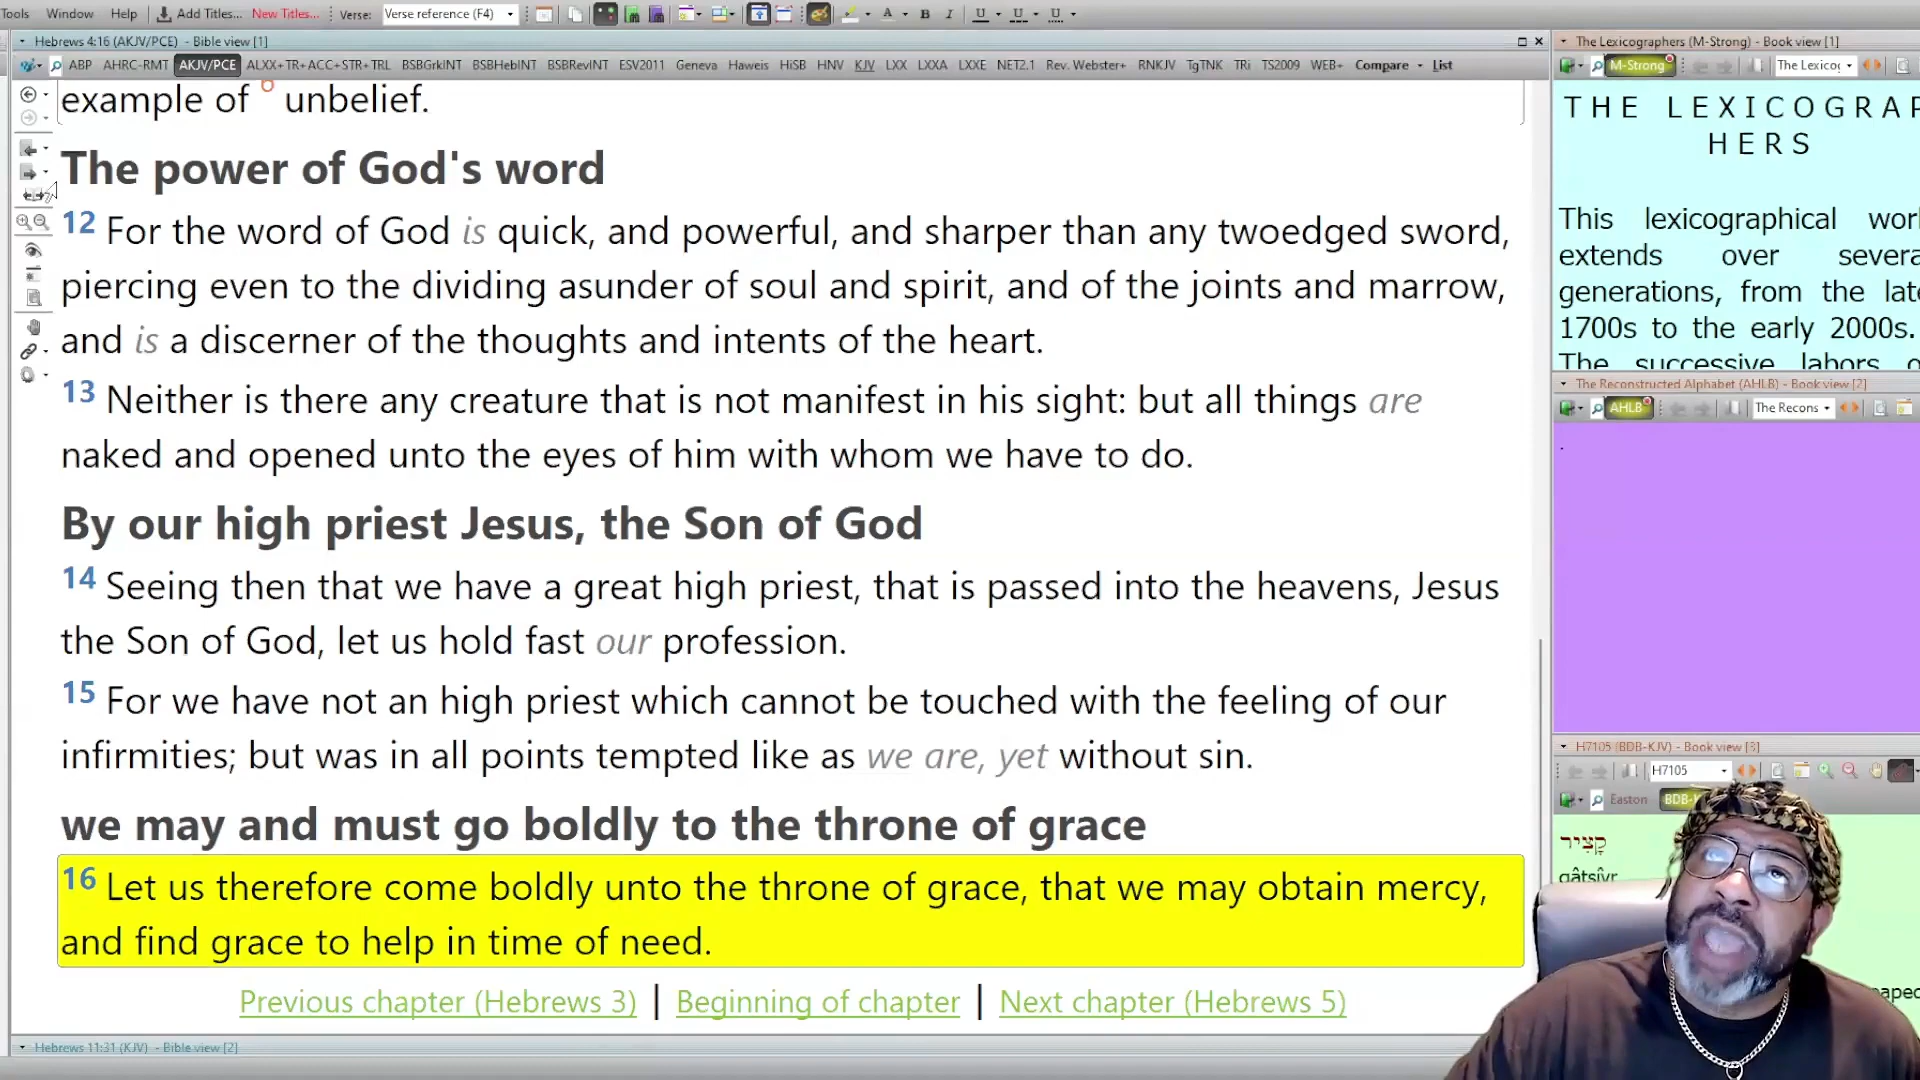 Tools Window Help Add Titles... New Titles... Verse: Verse reference (F4)
Hebrews 4:16 (AKJV/PCE) - Bible view [1]
ABP AHRC-RMT AKJV/PCE ALXX+TR+ACC+STR+TRL BSBGrkINT BSBHebINT BSBRevINT ESV2011 Geneva Haweis HiSB HNV KJV LXX LXXA LXXE NET2.1 Rev. Webster+ RNKJV TgTNK TRi TS2009 WEB+ Compare List
example of o unbelief.
The power of God's word
12 For the word of God is quick, and powerful, and sharper than any twoedged sword,
piercing even to the dividing asunder of soul and spirit, and of the joints and marrow,
and is a discerner of the thoughts and intents of the heart.
13 Neither is there any creature that is not manifest in his sight: but all things are
naked and opened unto the eyes of him with whom we have to do.
By our high priest Jesus, the Son of God
14 Seeing then that we have a great high priest, that is passed into the heavens, Jesus
the Son of God, let us hold fast our profession.
15 For we have not an high priest which cannot be touched with the feeling of our
infirmities; but was in all points tempted like as we are, yet without sin.
we may and must go boldly to the throne of grace
16 Let us therefore come boldly unto the throne of grace, that we may obtain mercy,
and find grace to help in time of need.
Previous chapter (Hebrews 3) | Beginning of chapter | Next chapter (Hebrews 5)
Hebrews 11:31 (KJV) - Bible view [2]
The Lexicographers (M-Strong) - Book view [1]
M-Strong The Lexicog
THE LEXICOGRAP
HERS
This lexicographical work
extends over severa
generations, from the late
1700s to the early 2000s.
The successive labors o
The Reconstructed Alphabet (AHLB) - Book view [2]
AHLB The Recons
H7105 (BDB-KJV) - Book view [3]
H7105
Easton BDB-K
קָצִיר
qâtsîyr